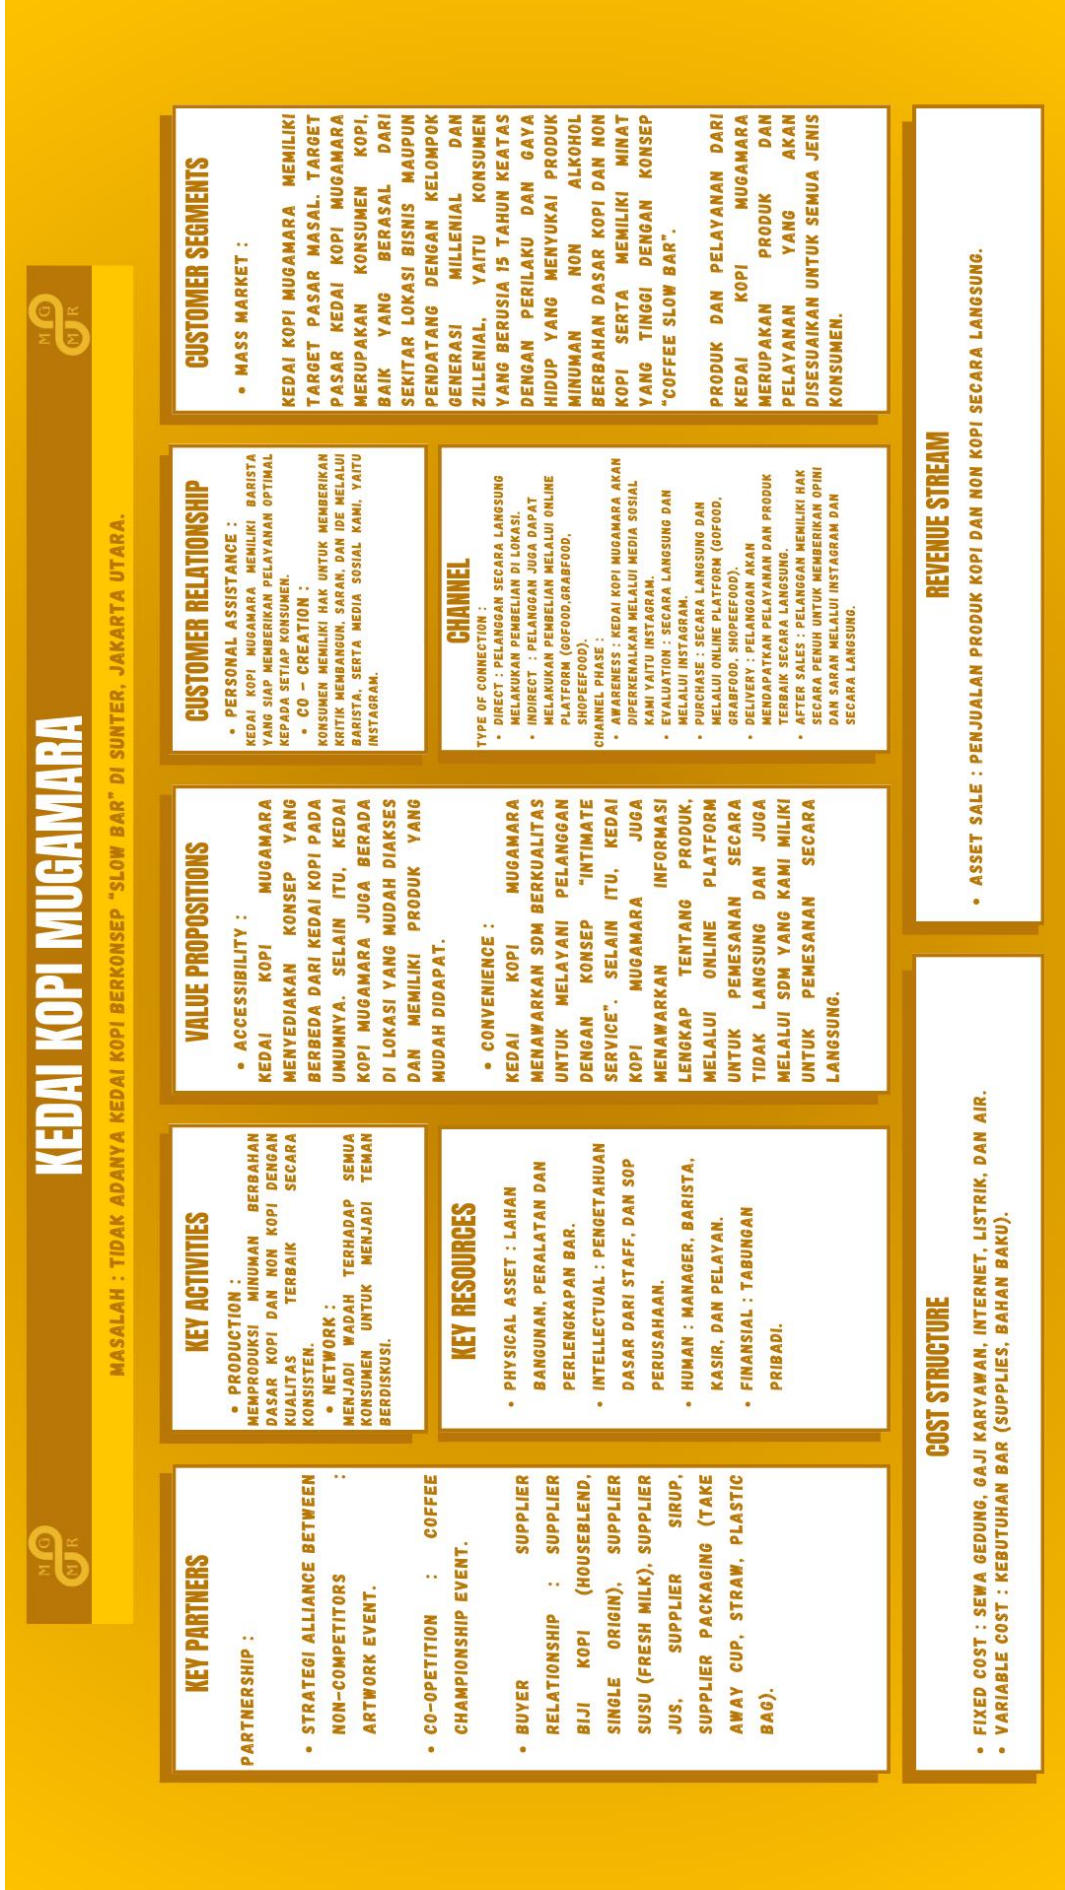 M G
M R
KEDAI KOPI MUGAMARA
M G
M R
MASALAH : TIDAK ADANYA KEDAI KOPI BERKONSEP "SLOW BAR" DI SUNTER, JAKARTA UTARA.
KEY PARTNERS
PARTNERSHIP :
• STRATEGI ALLIANCE BETWEEN
NON-COMPETITORS :
ARTWORK EVENT.
• CO-OPETITION : COFFEE
CHAMPIONSHIP EVENT.
• BUYER SUPPLIER
RELATIONSHIP : SUPPLIER
BIJI KOPI (HOUSEBLEND,
SINGLE ORIGIN), SUPPLIER
SUSU (FRESH MILK), SUPPLIER
JUS, SUPPLIER SIRUP,
SUPPLIER PACKAGING (TAKE
AWAY CUP, STRAW, PLASTIC
BAG).
KEY ACTIVITIES
• PRODUCTION :
MEMPRODUKSI MINUMAN BERBAHAN
DASAR KOPI DAN NON KOPI DENGAN
KUALITAS TERBAIK SECARA
KONSISTEN.
• NETWORK :
MENJADI WADAH TERHADAP SEMUA
KONSUMEN UNTUK MENJADI TEMAN
BERDISKUSI.
KEY RESOURCES
• PHYSICAL ASSET : LAHAN
BANGUNAN, PERALATAN DAN
PERLENGKAPAN BAR.
• INTELLECTUAL : PENGETAHUAN
DASAR DARI STAFF, DAN SOP
PERUSAHAAN.
• HUMAN : MANAGER, BARISTA,
KASIR, DAN PELAYAN.
• FINANSIAL : TABUNGAN
PRIBADI.
VALUE PROPOSITIONS
• ACCESSIBILITY :
KEDAI KOPI MUGAMARA
MENYEDIAKAN KONSEP YANG
BERBEDA DARI KEDAI KOPI PADA
UMUMNYA. SELAIN ITU, KEDAI
KOPI MUGAMAR JUGA BERADA
DI LOKASI YANG MUDAH DIAKSES
DAN MEMILIKI PRODUK YANG
MUDAH DIDAPAT.
• CONVENIENCE :
KEDAI KOPI MUGAMARA
MENAWARKAN SDM BERKUALITAS
UNTUK MELAYANI PELANGGAN
DENGAN KONSEP "INTIMATE
SERVICE". SELAIN ITU, KEDAI
KOPI MUGAMARA JUGA
MENAWARKAN INFORMASI
LENGKAP TENTANG PRODUK,
MELALUI ONLINE PLATFORM
UNTUK PEMESANAN SECARA
TIDAK LANGSUNG DAN JUGA
MELALUI SDM YANG KAMI MILIKI
UNTUK PEMESANAN SECARA
LANGSUNG.
CUSTOMER RELATIONSHIP
• PERSONAL ASSISTANCE :
KEDAI KOPI MUGAMARA MEMILIKI BARISTA
YANG SIAP MEMBERIKAN PELAYANAN OPTIMAL
KEPADA SETIAP KONSUMEN.
• CO - CREATION :
KONSUMEN MEMILIKI HAK UNTUK MEMBERIKAN
KRITIK MEMBANGUN, SARAN, DAN IDE MELALUI
BARISTA, SERTA MEDIA SOSIAL KAMI, YAITU
INSTAGRAM.
CHANNEL
TYPE OF CONNECTION :
• DIRECT : PELANGGAN SECARA LANGSUNG
MELAKUKAN PEMBELIAN DI LOKASI.
• INDIRECT : PELANGGAN JUGA DAPAT
MELAKUKAN PEMBELIAN MELALUI ONLINE
PLATFORM (GOFOOD,GRABFOOD,
SHOPEEFOOD).
CHANNEL PHASE :
• AWARENESS : KEDAI KOPI MUGAMARA AKAN
DIPERKENALKAN MELALUI MEDIA SOSIAL
KAMI YAITU INSTAGRAM.
• EVALUATION : SECARA LANGSUNG DAN
MELALUI INSTAGRAM.
• PURCHASE : SECARA LANGSUNG DAN
MELALUI ONLINE PLATFORM (GOFOOD,
GRABFOOD, SHOPEEFOOD).
• DELIVERY : PELANGGAN AKAN
MENDAPATKAN PELAYANAN DAN PRODUK
TERBAIK SECARA LANGSUNG.
• AFTER SALES : PELANGGAN MEMILIKI HAK
SECARA PENUH UNTUK MEMBERIKAN OPINI
DAN SARAN MELALUI INSTAGRAM DAN
SECARA LANGSUNG.
CUSTOMER SEGMENTS
• MASS MARKET :
KEDAI KOPI MUGAMARA MEMILIKI
TARGET PASAR MASAL. TARGET
PASAR KEDAI KOPI MUGAMARA
MERUPAKAN KONSUMEN KOPI,
BAIK YANG BERASAL DARI
SEKITAR LOKASI BISNIS MAUPUN
PENDATANG DENGAN KELOMPOK
GENERASI MILLENIAL DAN
ZILLENIAL, YAITU KONSUMEN
YANG BERUSIA 15 TAHUN KEATAS
DENGAN PERILAKU DAN GAYA
HIDUP YANG MENYUKAI PRODUK
MINUMAN NON ALKOHOL
BERBAHAN DASAR KOPI DAN NON
KOPI SERTA MEMILIKI MINAT
YANG TINGGI DENGAN KONSEP
"COFFEE SLOW BAR".
PRODUK DAN PELAYANAN DARI
KEDAI KOPI MUGAMARA
MERUPAKAN PRODUK DAN
PELAYANAN YANG AKAN
DISESUAIKAN UNTUK SEMUA JENIS
KONSUMEN.
COST STRUCTURE
• FIXED COST : SEWA GEDUNG, GAJI KARYAWAN, INTERNET, LISTRIK, DAN AIR.
• VARIABLE COST : KEBUTUHAN BAR (SUPPLIES, BAHAN BAKU).
REVENUE STREAM
• ASSET SALE : PENJUALAN PRODUK KOPI DAN NON KOPI SECARA LANGSUNG.